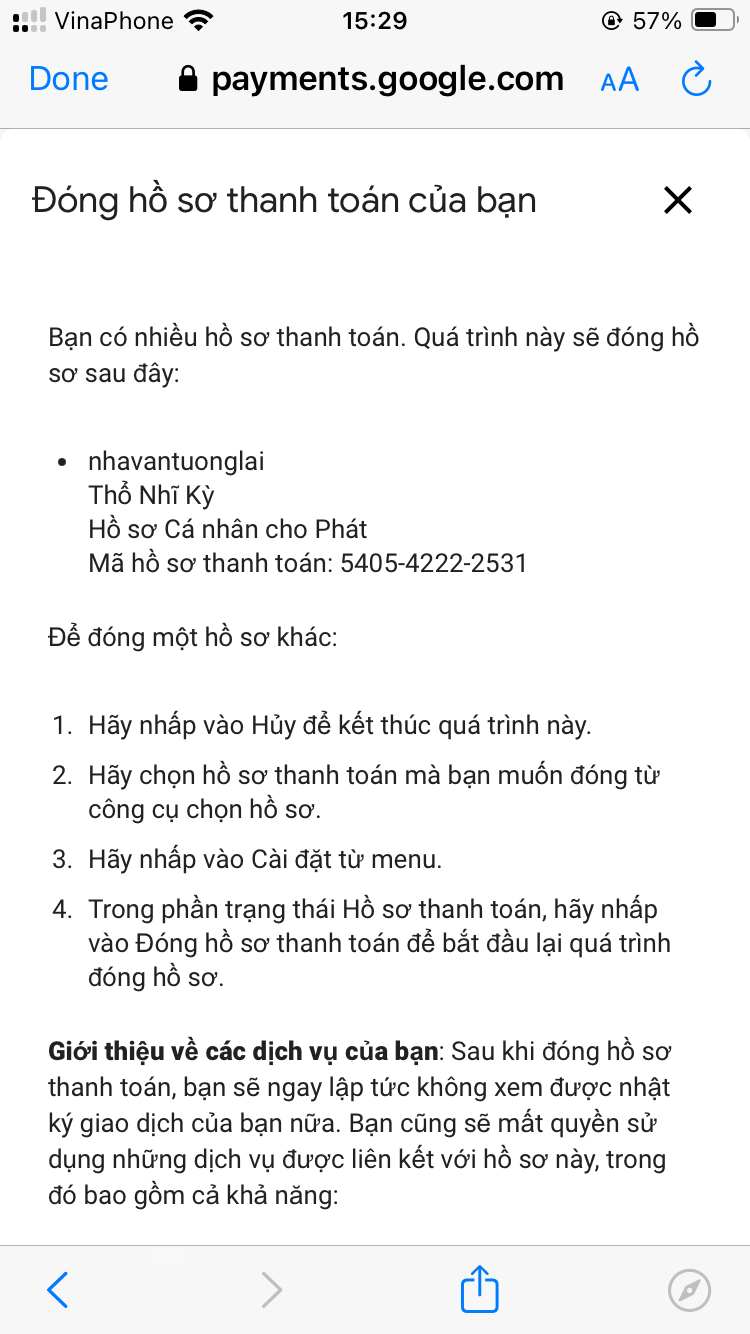 VinaPhone 15:29 57%
Done payments.google.com AA
Đóng hồ sơ thanh toán của bạn
Bạn có nhiều hồ sơ thanh toán. Quá trình này sẽ đóng hồ
sơ sau đây:
• nhavantuonglai
Thổ Nhĩ Kỳ
Hồ sơ Cá nhân cho Phát
Mã hồ sơ thanh toán: 5405-4222-2531
Để đóng một hồ sơ khác:
1. Hãy nhấp vào Hủy để kết thúc quá trình này.
2. Hãy chọn hồ sơ thanh toán mà bạn muốn đóng từ
công cụ chọn hồ sơ.
3. Hãy nhấp vào Cài đặt từ menu.
4. Trong phần trạng thái Hồ sơ thanh toán, hãy nhấp
vào Đóng hồ sơ thanh toán để bắt đầu lại quá trình
đóng hồ sơ.
Giới thiệu về các dịch vụ của bạn: Sau khi đóng hồ sơ
thanh toán, bạn sẽ ngay lập tức không xem được nhật
ký giao dịch của bạn nữa. Bạn cũng sẽ mất quyền sử
dụng những dịch vụ được liên kết với hồ sơ này, trong
đó bao gồm cả khả năng: